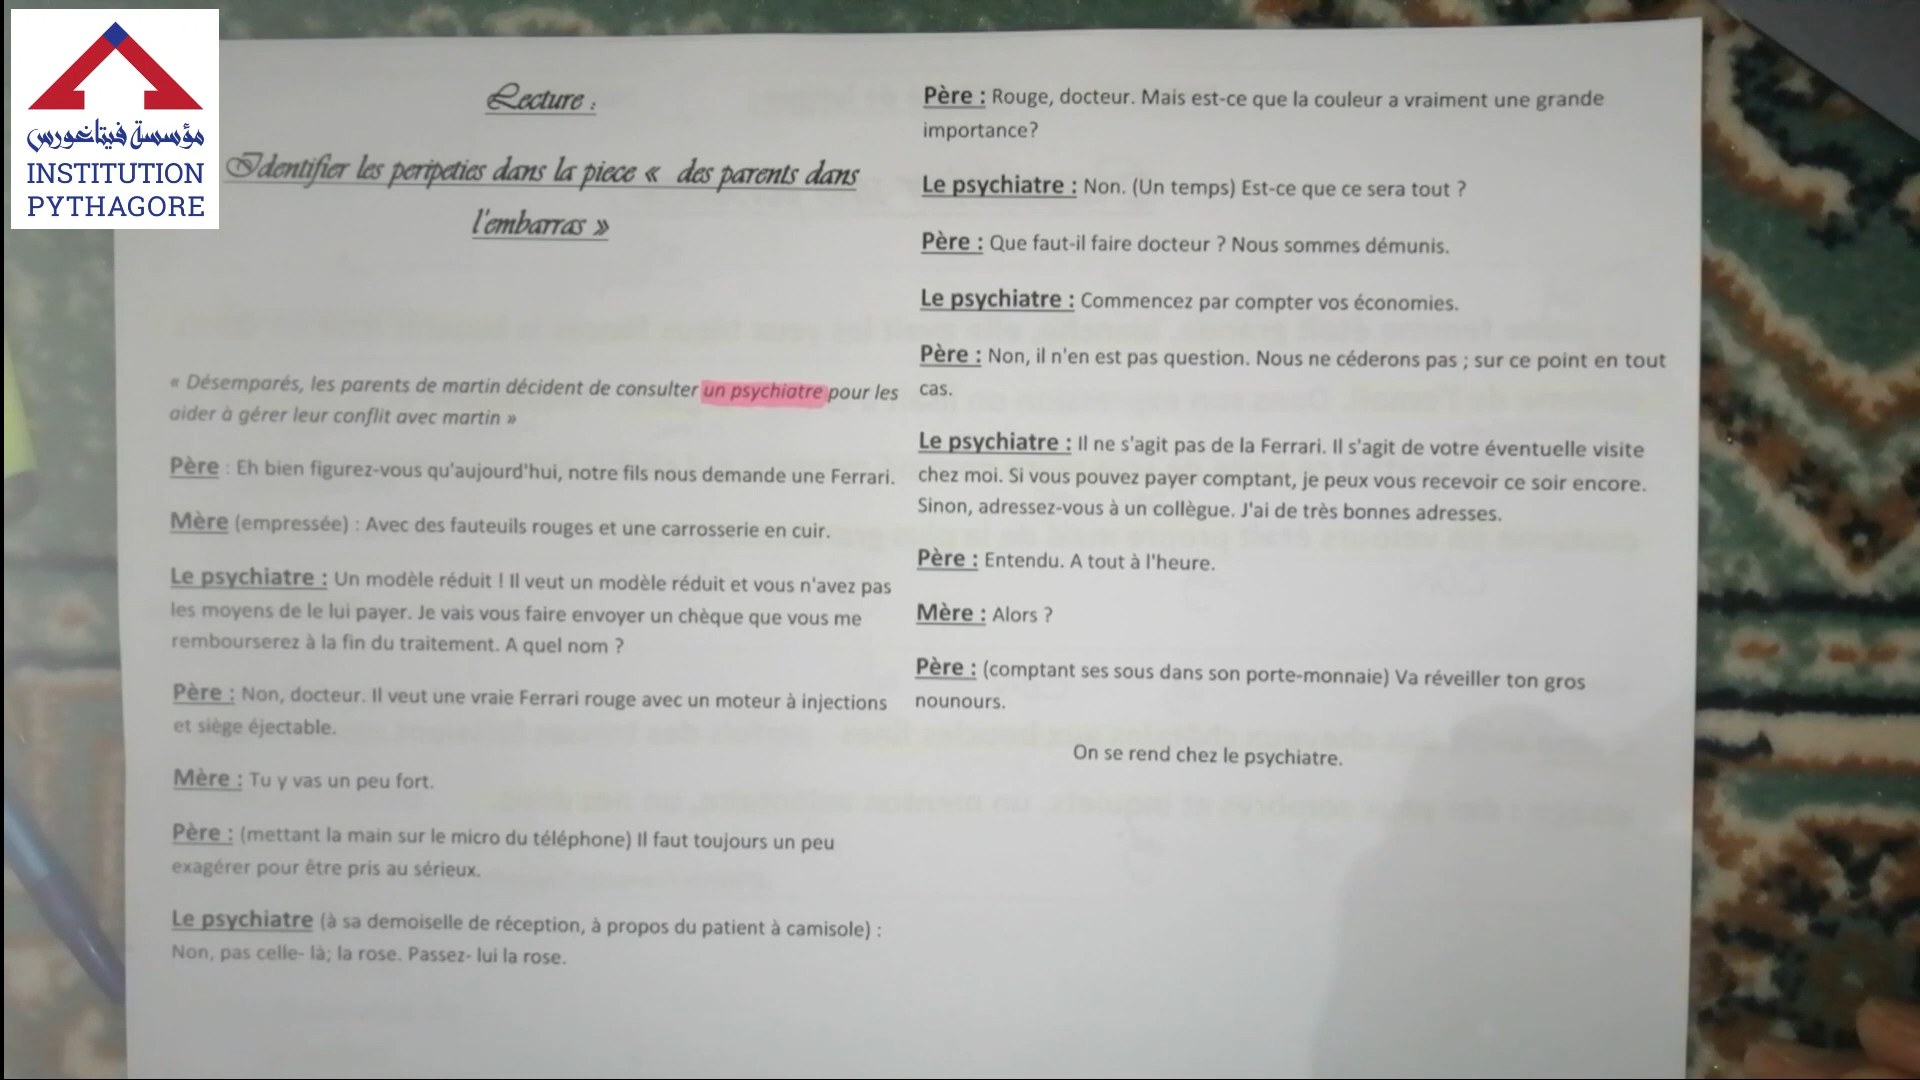 مؤسسة فيتاغورس
INSTITUTION
PYTHAGORE
Lecture :
Identifier les peripeties dans la piece « des parents dans
l'embarras »
« Désemparés, les parents de martin décident de consulter un psychiatre pour les
aider à gérer leur conflit avec martin »
Père : Eh bien figurez-vous qu'aujourd'hui, notre fils nous demande une Ferrari.
Mère (empressée) : Avec des fauteuils rouges et une carrosserie en cuir.
Le psychiatre : Un modèle réduit ! Il veut un modèle réduit et vous n'avez pas
les moyens de le lui payer. Je vais vous faire envoyer un chèque que vous me
rembourserez à la fin du traitement. A quel nom ?
Père : Non, docteur. Il veut une vraie Ferrari rouge avec un moteur à injections
et siège éjectable.
Mère : Tu y vas un peu fort.
Père : (mettant la main sur le micro du téléphone) Il faut toujours un peu
exagérer pour être pris au sérieux.
Le psychiatre (à sa demoiselle de réception, à propos du patient à camisole) :
Non, pas celle- là; la rose. Passez- lui la rose.
Père : Rouge, docteur. Mais est-ce que la couleur a vraiment une grande
importance?
Le psychiatre : Non. (Un temps) Est-ce que ce sera tout ?
Père : Que faut-il faire docteur ? Nous sommes démunis.
Le psychiatre : Commencez par compter vos économies.
Père : Non, il n'en est pas question. Nous ne céderons pas ; sur ce point en tout
cas.
Le psychiatre : Il ne s'agit pas de la Ferrari. Il s'agit de votre éventuelle visite
chez moi. Si vous pouvez payer comptant, je peux vous recevoir ce soir encore.
Sinon, adressez-vous à un collègue. J'ai de très bonnes adresses.
Père : Entendu. A tout à l'heure.
Mère : Alors ?
Père : (comptant ses sous dans son porte-monnaie) Va réveiller ton gros
nounours.
On se rend chez le psychiatre.